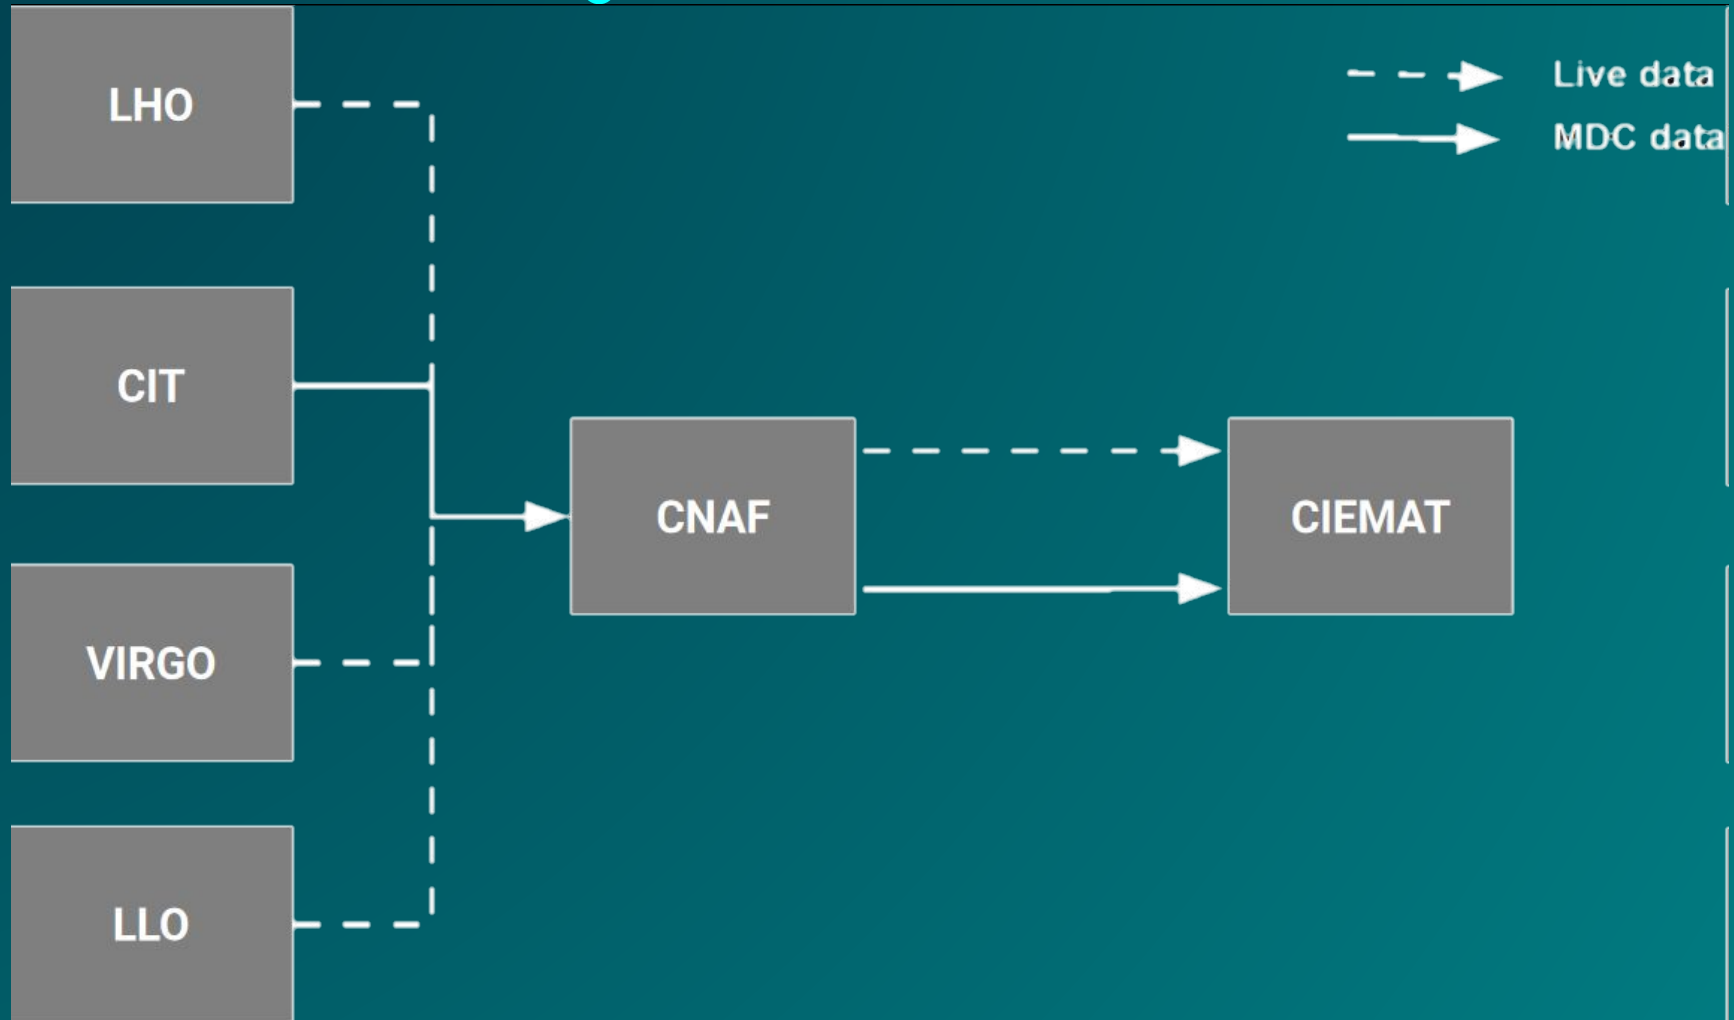 LHO
Live data
MDC data
CIT
CNAF
CIEMAT
VIRGO
LLO